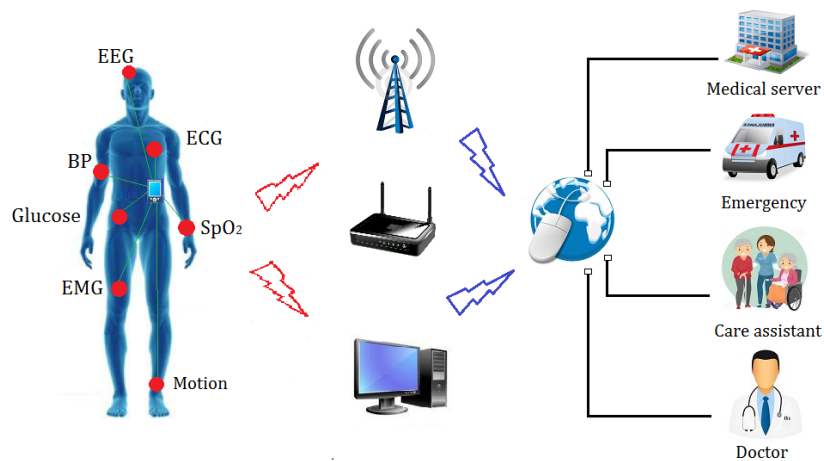 EEG
ECG
BP
Glucose
SpO₂
EMG
Motion
Medical server
Emergency
Care assistant
Doctor